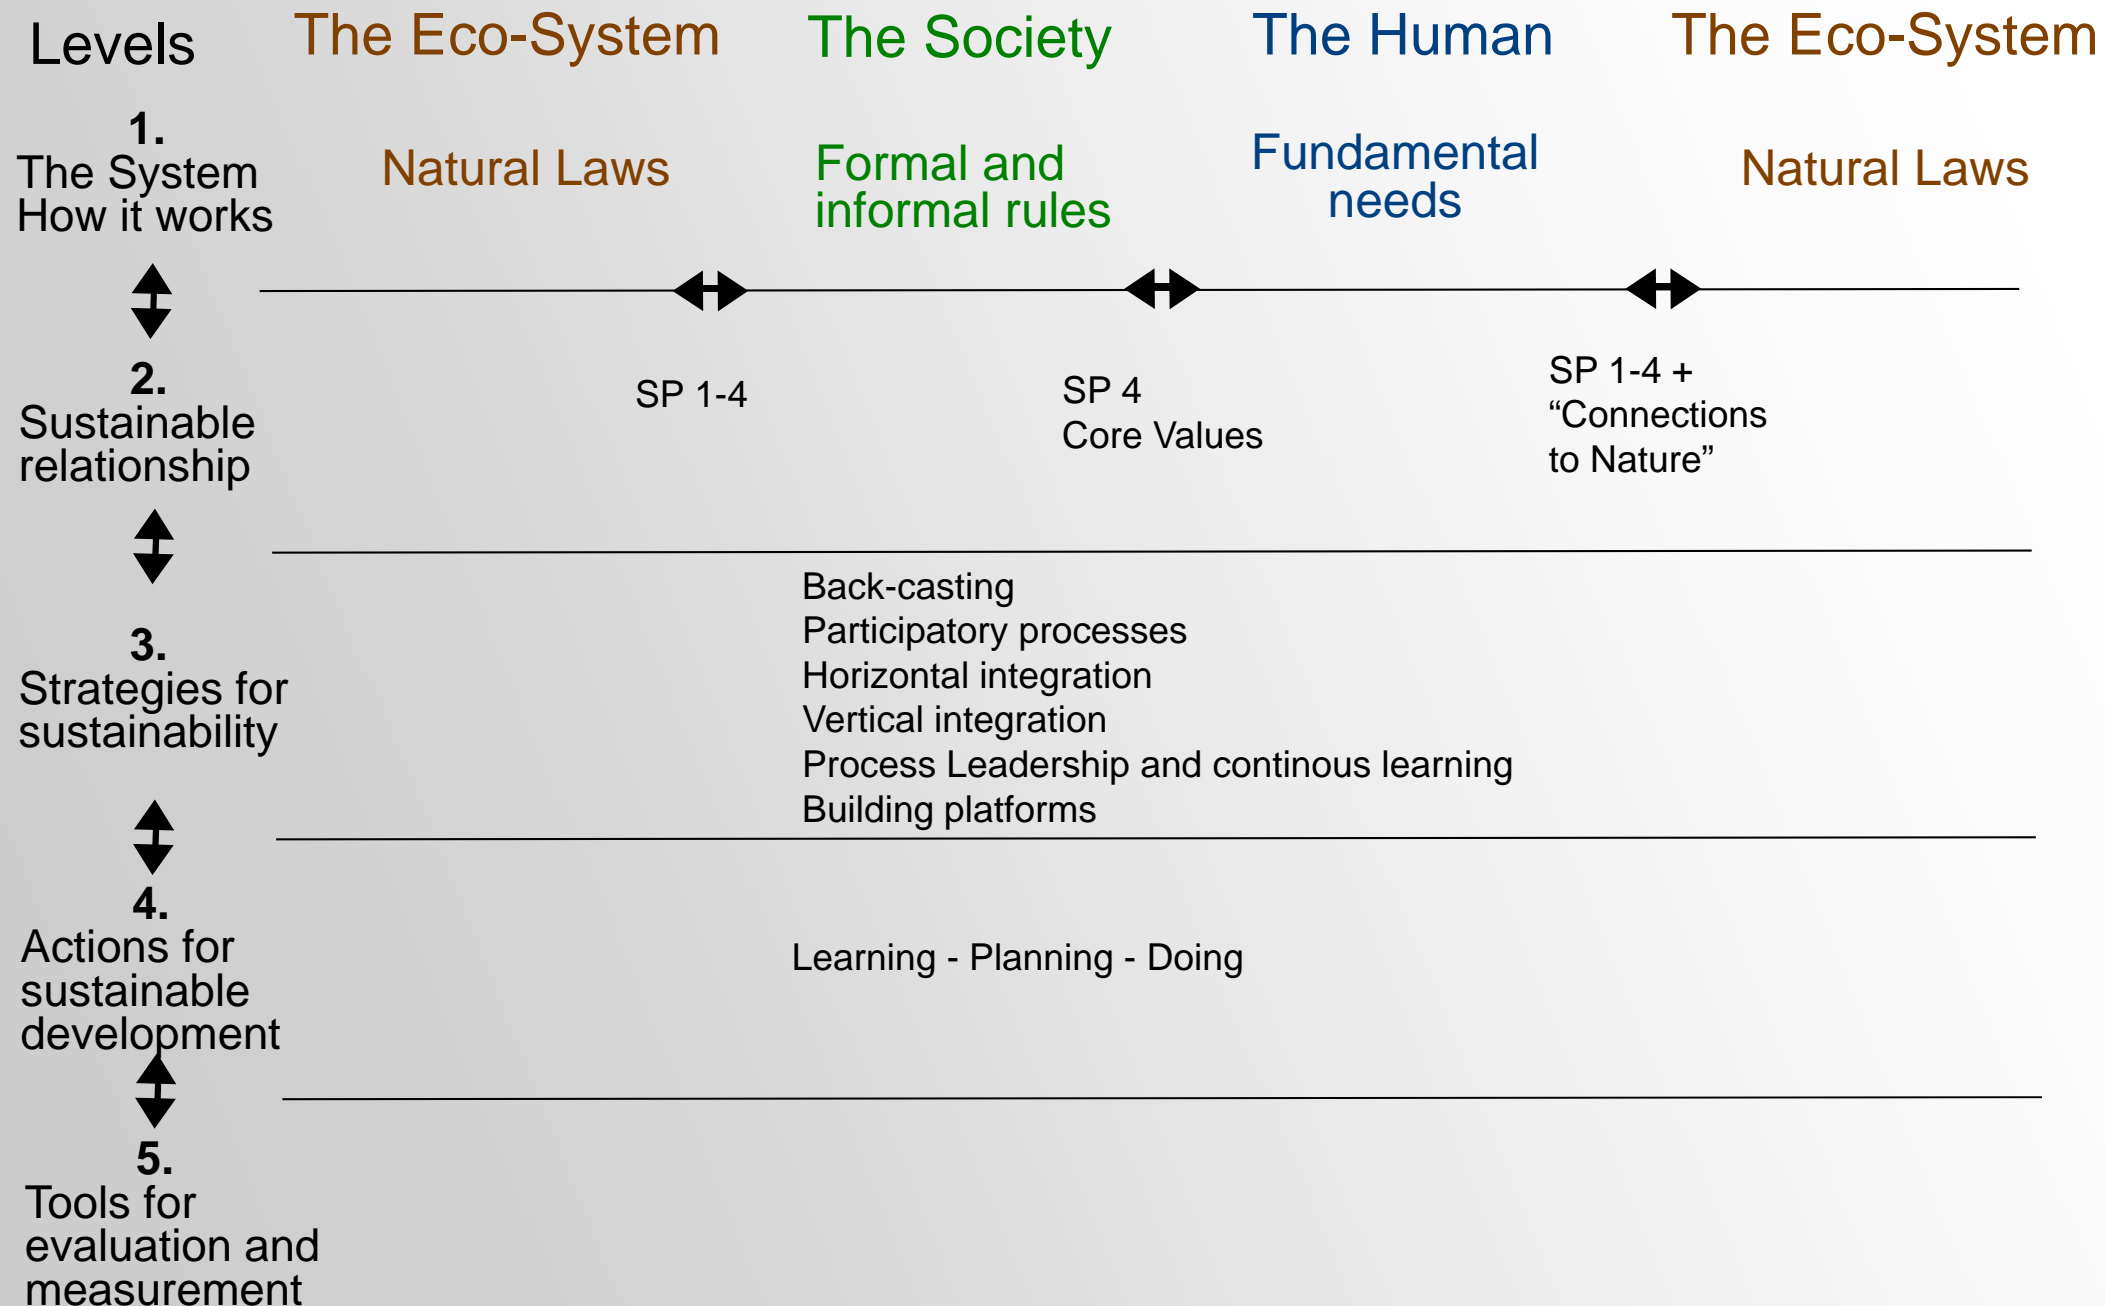 Levels
The Eco-System
The Society
The Human
The Eco-System
1.
The System
How it works
Natural Laws
Formal and
informal rules
Fundamental
needs
Natural Laws
2.
Sustainable
relationship
SP 1-4
SP 4
Core Values
SP 1-4 +
“Connections
to Nature”
3.
Strategies for
sustainability
Back-casting
Participatory processes
Horizontal integration
Vertical integration
Process Leadership and continous learning
Building platforms
4.
Actions for
sustainable
development
Learning - Planning - Doing
5.
Tools for
evaluation and
measurement